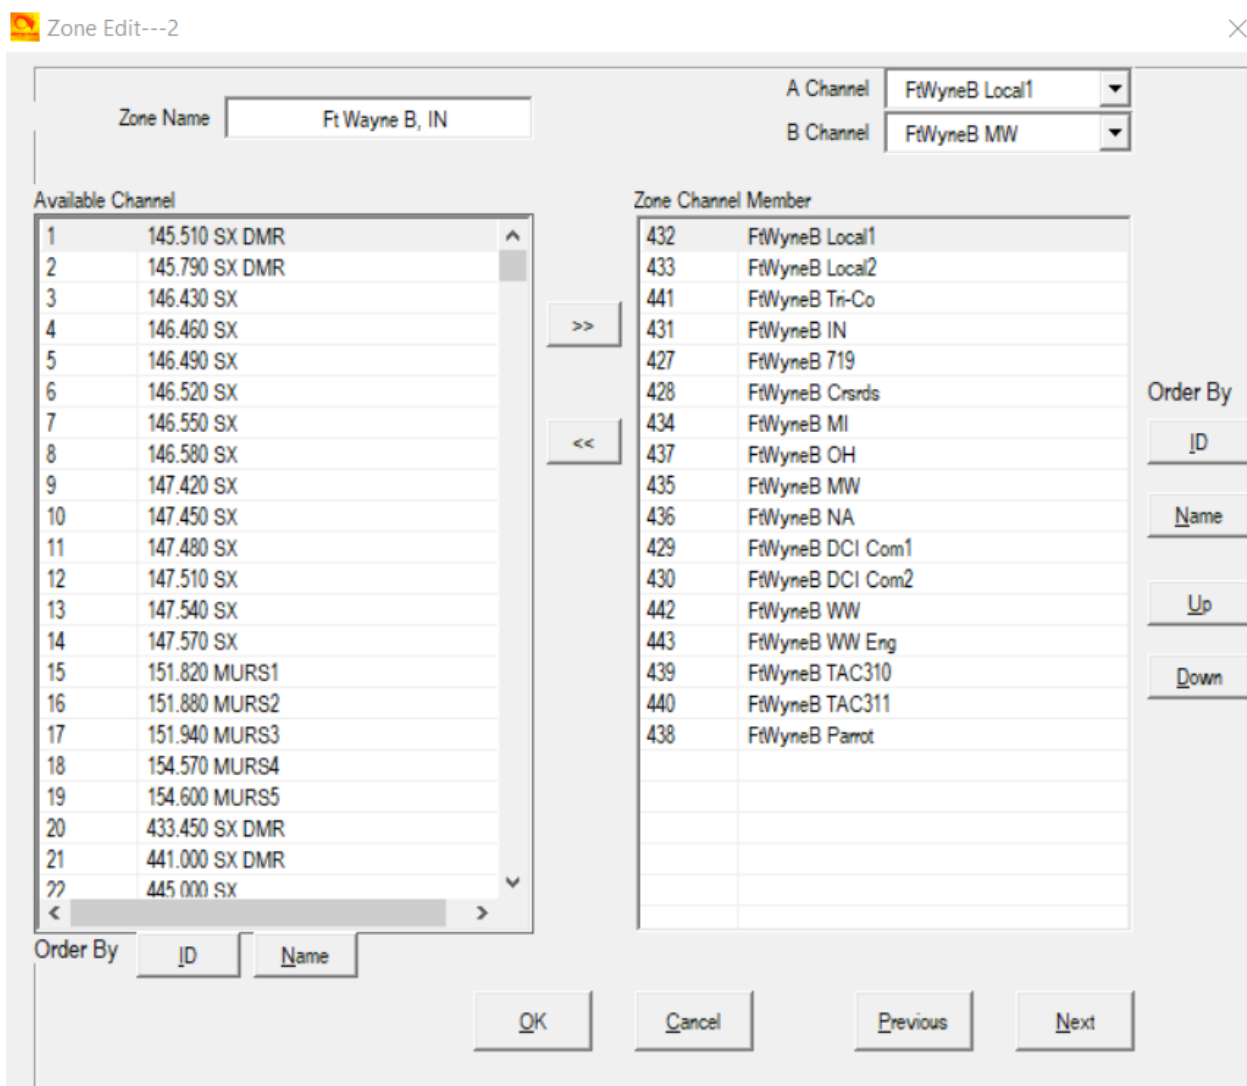 Zone Edit---2
A Channel FtWyneB Local1
Zone Name Ft Wayne B, IN
B Channel FtWyneB MW
Available Channel
1 145.510 SX DMR
2 145.790 SX DMR
3 146.430 SX
4 146.460 SX
5 146.490 SX
6 146.520 SX
7 146.550 SX
8 146.580 SX
9 147.420 SX
10 147.450 SX
11 147.480 SX
12 147.510 SX
13 147.540 SX
14 147.570 SX
15 151.820 MURS1
16 151.880 MURS2
17 151.940 MURS3
18 154.570 MURS4
19 154.600 MURS5
20 433.450 SX DMR
21 441.000 SX DMR
22 445.000 SX
Order By ID Name
>>
<<
Zone Channel Member
432 FtWyneB Local1
433 FtWyneB Local2
441 FtWyneB Tri-Co
431 FtWyneB IN
427 FtWyneB 719
428 FtWyneB Crsrds
434 FtWyneB MI
437 FtWyneB OH
435 FtWyneB MW
436 FtWyneB NA
429 FtWyneB DCI Com1
430 FtWyneB DCI Com2
442 FtWyneB WW
443 FtWyneB WW Eng
439 FtWyneB TAC310
440 FtWyneB TAC311
438 FtWyneB Parrot
Order By
ID
Name
Up
Down
OK Cancel Previous Next